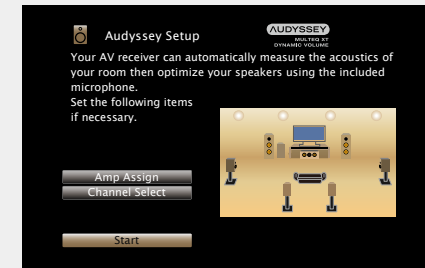 Audyssey Setup
AUDYSSEY
MULTEQ XT
DYNAMIC VOLUME
Your AV receiver can automatically measure the acoustics of
your room then optimize your speakers using the included
microphone.
Set the following items
if necessary.
Amp Assign
Channel Select
Start